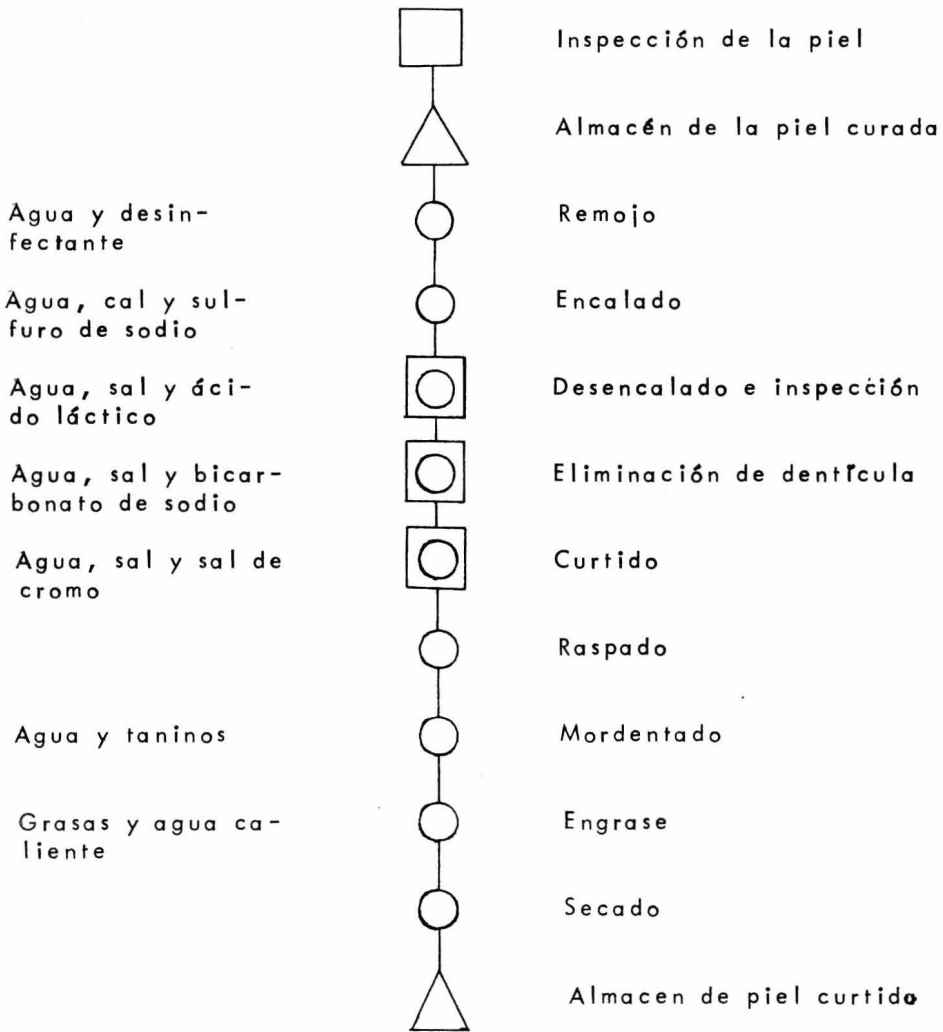 Inspección de la piel
Almacén de la piel curada
Agua y desin-
fectante
Remojo
Agua, cal y sul-
furo de sodio
Encalado
Agua, sal y áci-
do láctico
Desencalado e inspección
Agua, sal y bicar-
bonato de sodio
Eliminación de dentícula
Agua, sal y sal de
cromo
Curtido
Raspado
Agua y taninos
Mordentado
Grasas y agua ca-
liente
Engrase
Secado
Almacen de piel curtido